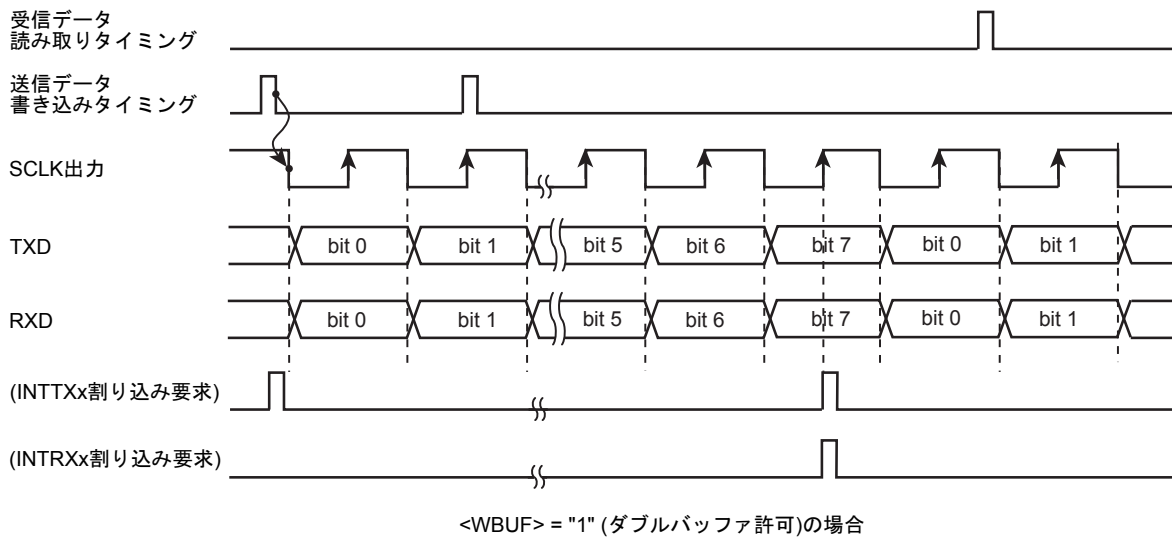 受信データ
読み取りタイミング
送信データ
書き込みタイミング
SCLK出力
TXD
bit 0
bit 1
bit 5
bit 6
bit 7
bit 0
bit 1
RXD
bit 0
bit 1
bit 5
bit 6
bit 7
bit 0
bit 1
(INTTXx割り込み要求)
(INTRXx割り込み要求)
<WBUF> = "1" (ダブルバッファ許可)の場合